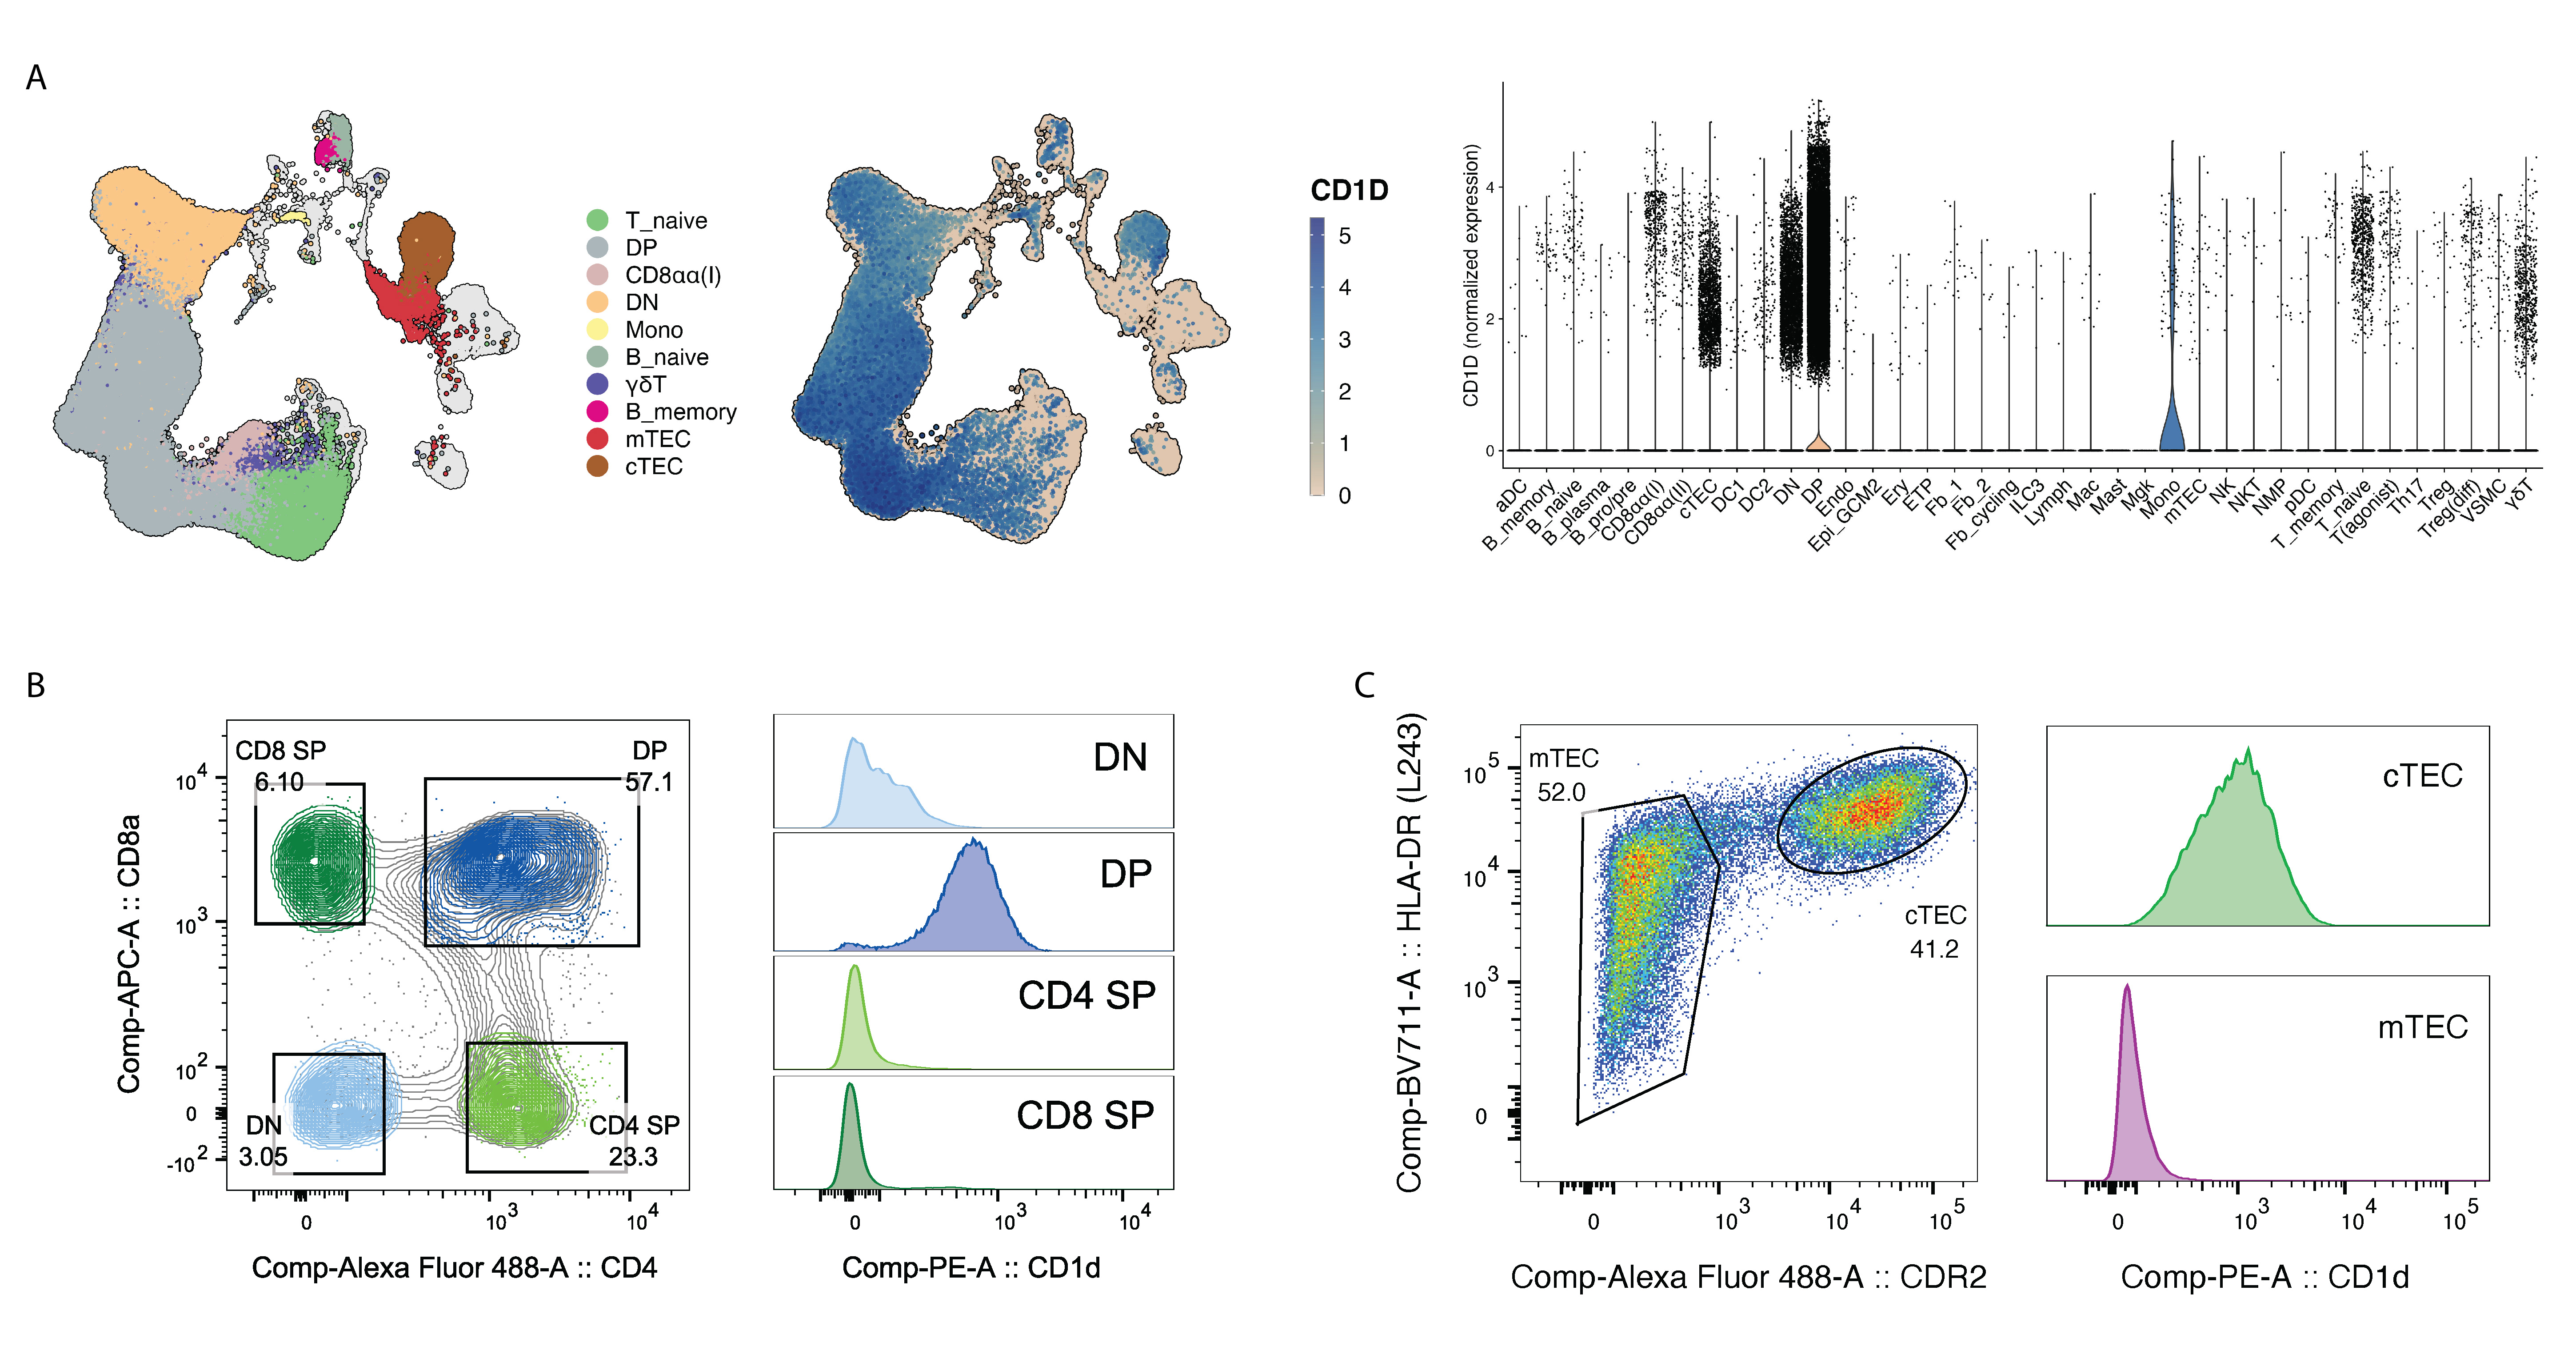 A
T_naive
DP
CD8αα(I)
DN
Mono
B_naive
γδT
B_memory
mTEC
cTEC
CD1D
5
4
3
2
1
0
CD1D (normalized expression)
4
2
0
aDC
B_memory
B_naive
B_plasma
B_pro/pre
CD8αα(I)
CD8αα(II)
cTEC
DC1
DC2
DN
DP
Endo
Epi_GCM2
Ery
ETP
Fb_1
Fb_2
Fb_cycling
ILC3
Lymph
Mac
Mast
Mgk
Mono
mTEC
NK
NKT
NMP
pDC
T_memory
T_naive
T(agonist)
Th17
Treg
Treg(diff)
VSMC
γδT
B
Comp-APC-A :: CD8a
10^4
10^3
10^2
0
-10^2
CD8 SP
6.10
DP
57.1
DN
3.05
CD4 SP
23.3
0
10^3
10^4
Comp-Alexa Fluor 488-A :: CD4
DN
DP
CD4 SP
CD8 SP
0
10^3
10^4
Comp-PE-A :: CD1d
C
Comp-BV711-A :: HLA-DR (L243)
10^5
10^4
10^3
0
mTEC
52.0
cTEC
41.2
0
10^3
10^4
10^5
Comp-Alexa Fluor 488-A :: CDR2
cTEC
mTEC
0
10^3
10^4
10^5
Comp-PE-A :: CD1d